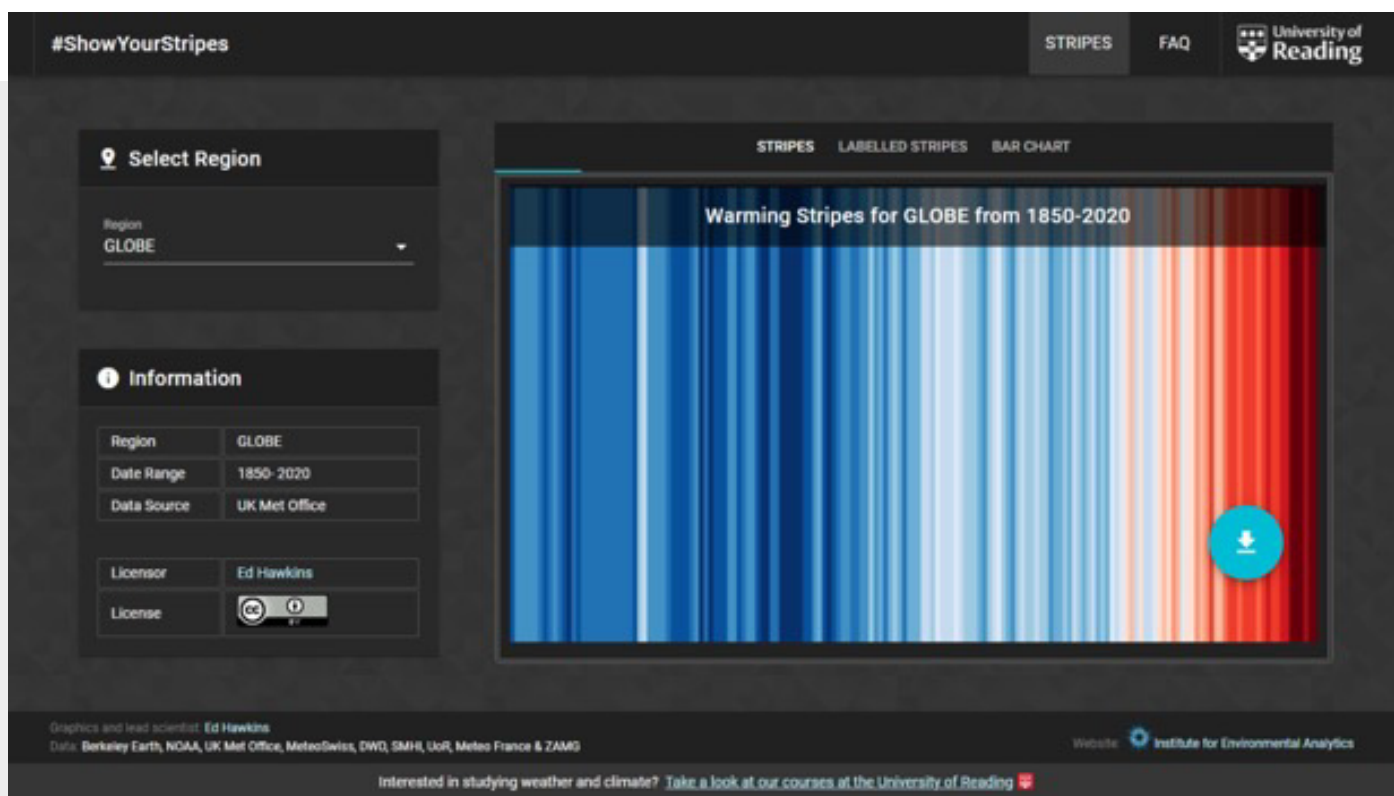 #ShowYourStripes
STRIPES
FAQ
University of
Reading
Select Region
Region
GLOBE
Information
Region GLOBE
Date Range 1850- 2020
Data Source UK Met Office
Licensor Ed Hawkins
License cc BY
STRIPES LABELLED STRIPES BAR CHART
Warming Stripes for GLOBE from 1850-2020
Graphics and lead scientist: Ed Hawkins
Data: Berkeley Earth, NOAA, UK Met Office, MeteoSwiss, DWD, SMHI, UoR, Meteo France & ZAMG
Website: Institute for Environmental Analytics
Interested in studying weather and climate? Take a look at our courses at the University of Reading